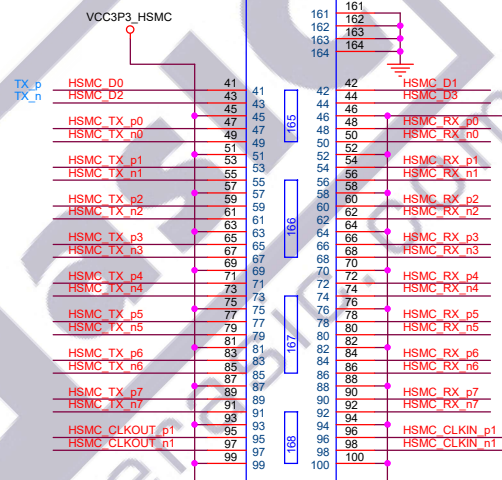 VCC3P3_HSMC
161 161
162 162
163 163
164 164
TX_p HSMC_D0 41 41 42 42 HSMC_D1
TX_n HSMC_D2 43 43 44 44 HSMC_D3
45 45 46 46
HSMC_TX_p0 47 47 165 48 48 HSMC_RX_p0
HSMC_TX_n0 49 49 50 50 HSMC_RX_n0
51 51 52 52
HSMC_TX_p1 53 53 54 54 HSMC_RX_p1
HSMC_TX_n1 55 55 56 56 HSMC_RX_n1
57 57 58 58
HSMC_TX_p2 59 59 60 60 HSMC_RX_p2
HSMC_TX_n2 61 61 166 62 62 HSMC_RX_n2
63 63 64 64
HSMC_TX_p3 65 65 66 66 HSMC_RX_p3
HSMC_TX_n3 67 67 68 68 HSMC_RX_n3
69 69 70 70
HSMC_TX_p4 71 71 72 72 HSMC_RX_p4
HSMC_TX_n4 73 73 74 74 HSMC_RX_n4
75 75 76 76
HSMC_TX_p5 77 77 78 78 HSMC_RX_p5
HSMC_TX_n5 79 79 167 80 80 HSMC_RX_n5
81 81 82 82
HSMC_TX_p6 83 83 84 84 HSMC_RX_p6
HSMC_TX_n6 85 85 86 86 HSMC_RX_n6
87 87 88 88
HSMC_TX_p7 89 89 90 90 HSMC_RX_p7
HSMC_TX_n7 91 91 92 92 HSMC_RX_n7
93 93 94 94
HSMC_CLKOUT_p1 95 95 168 96 96 HSMC_CLKIN_p1
HSMC_CLKOUT_n1 97 97 98 98 HSMC_CLKIN_n1
99 99 100 100
asic
erasic.com